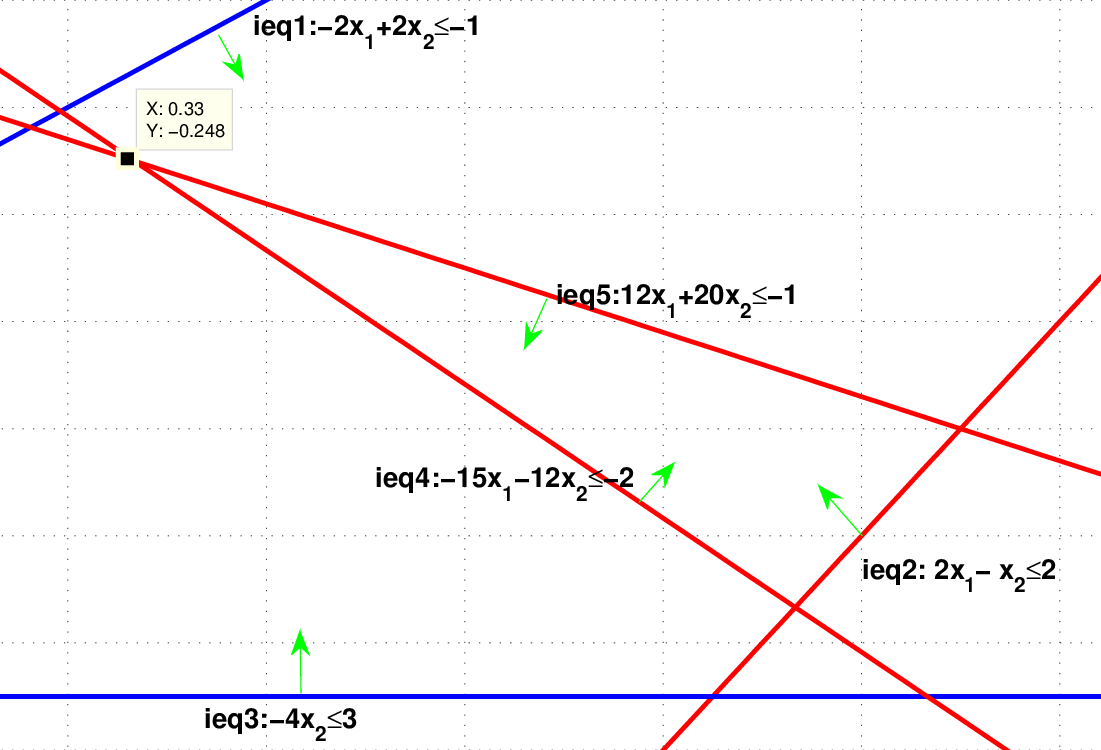 ieq1:−2x₁+2x₂≤−1
X: 0.33
Y: −0.248
ieq5:12x₁+20x₂≤−1
ieq4:−15x₁−12x₂≤−2
ieq2: 2x₁− x₂≤2
ieq3:−4x₂≤3